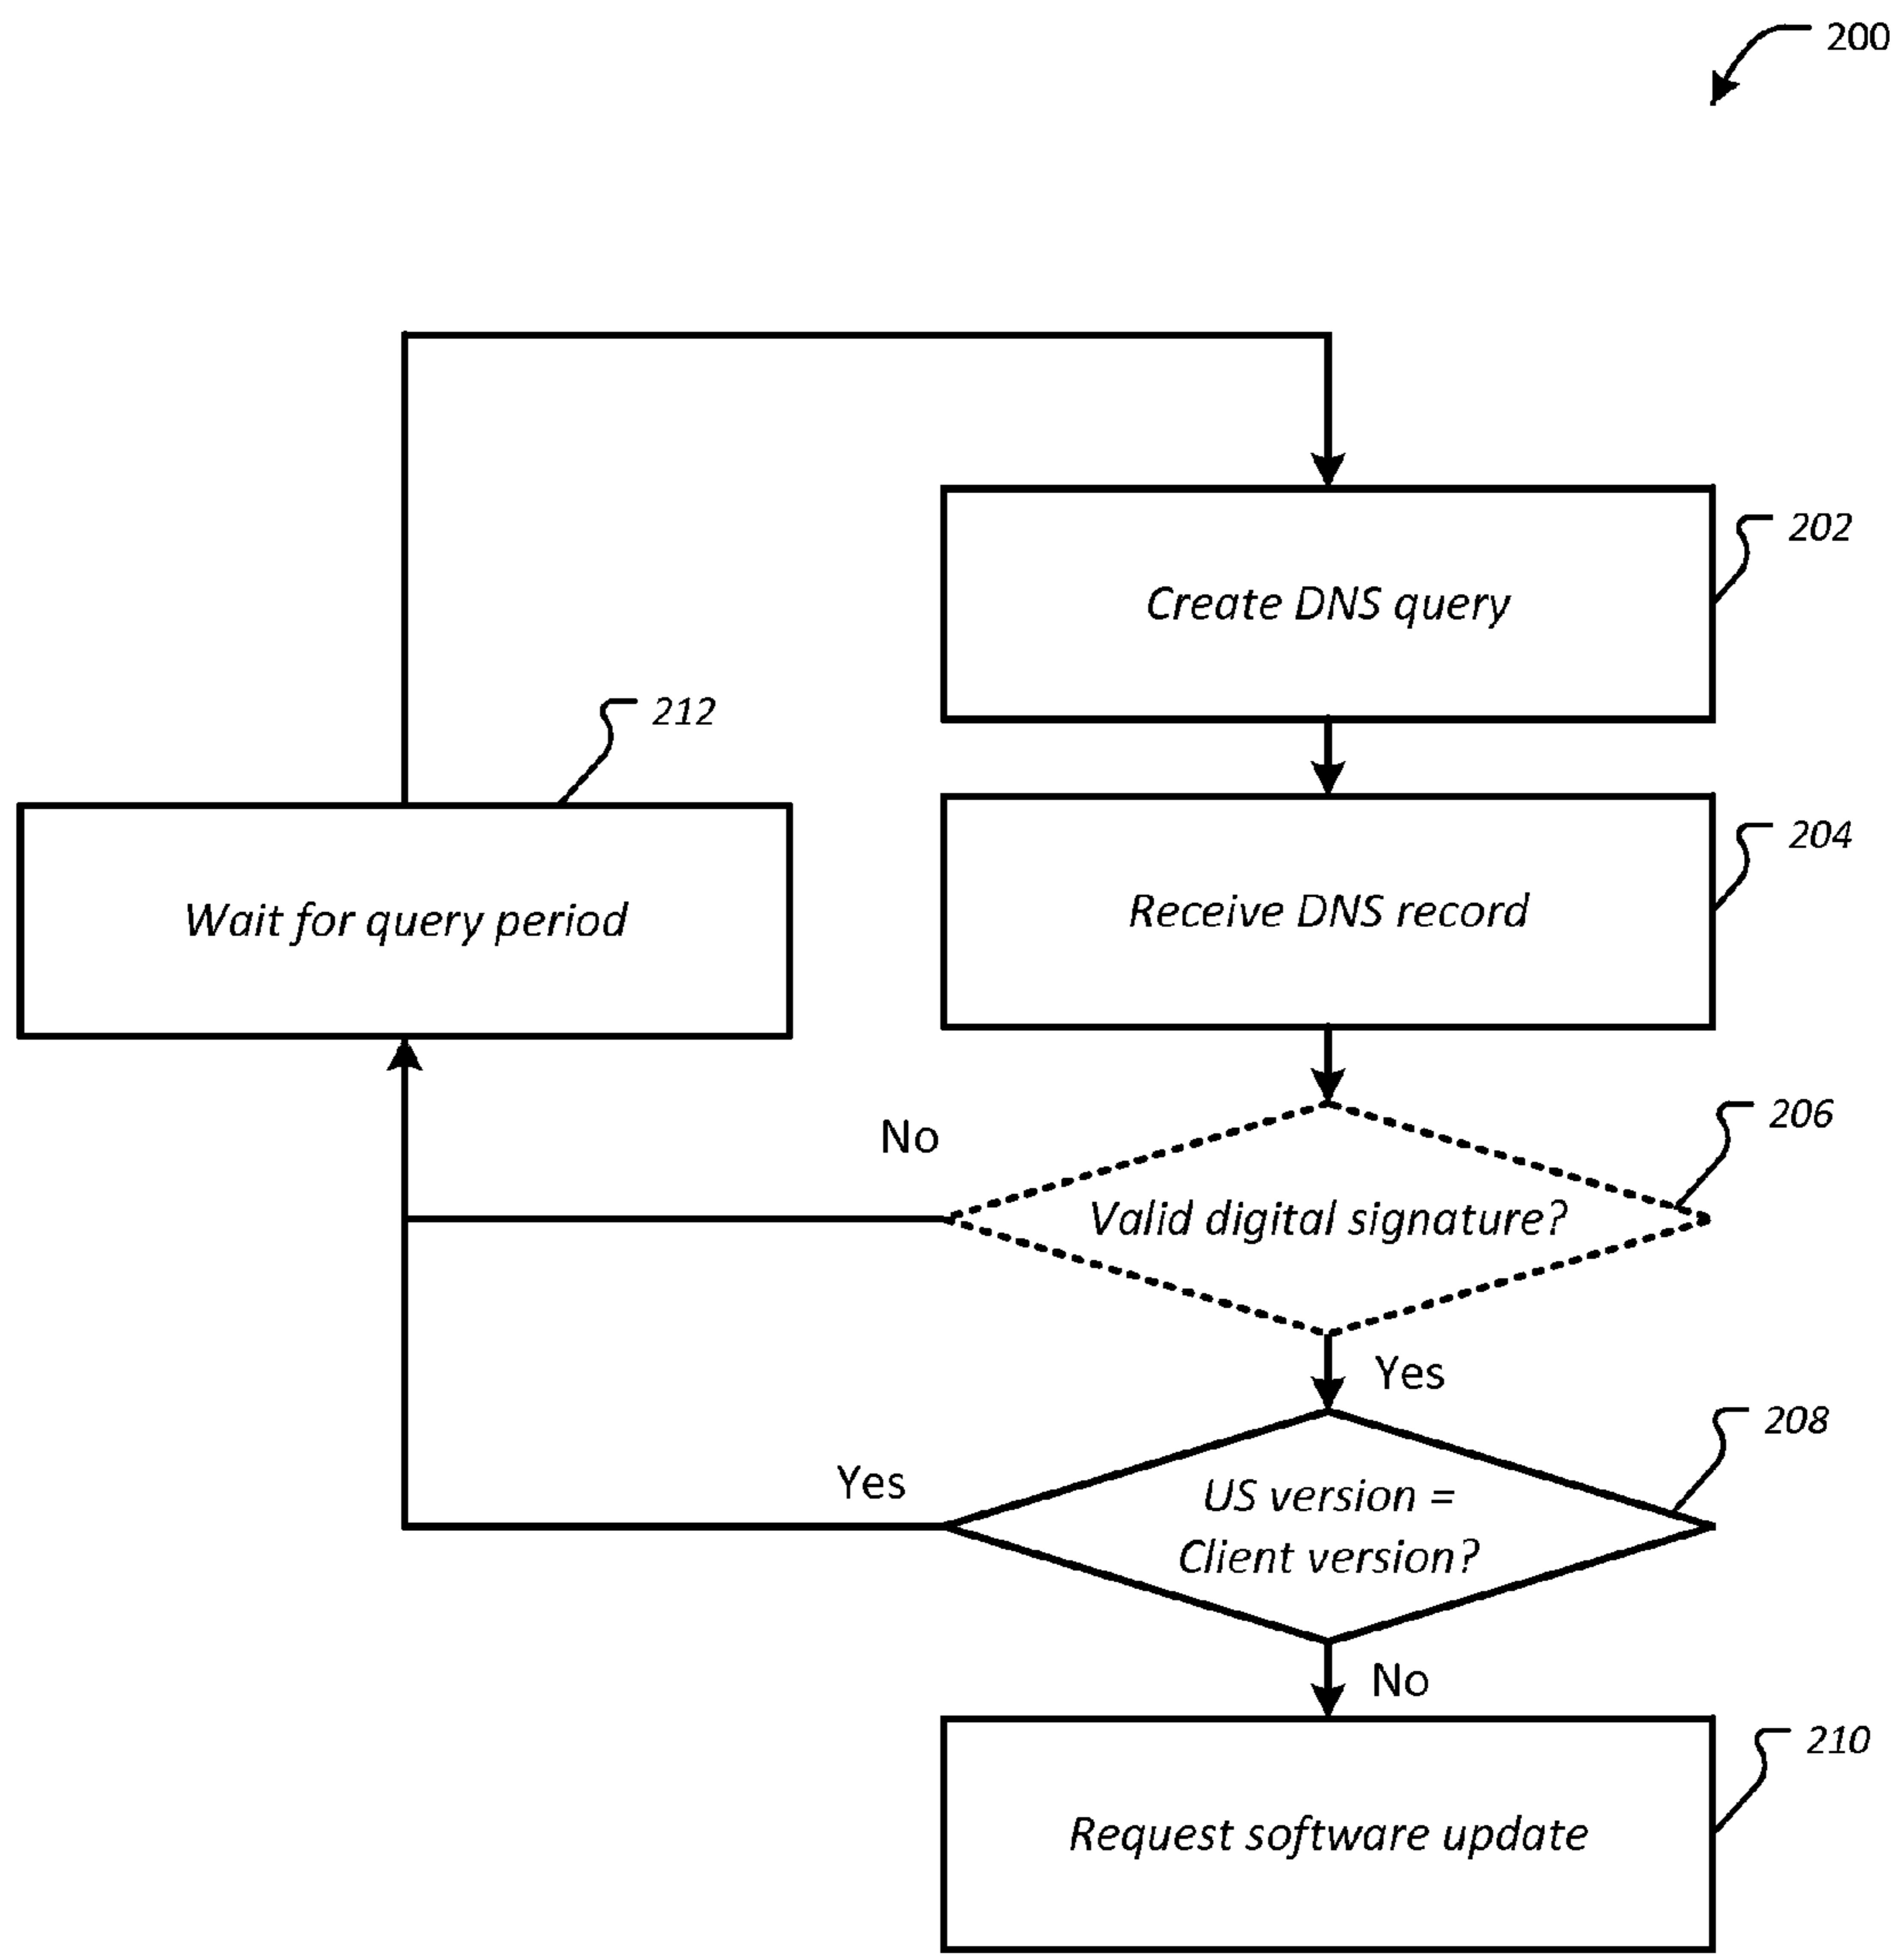 200
Create DNS query
202
212
Wait for query period
Receive DNS record
204
No
Valid digital signature?
206
Yes
Yes
US version =
Client version?
208
No
Request software update
210